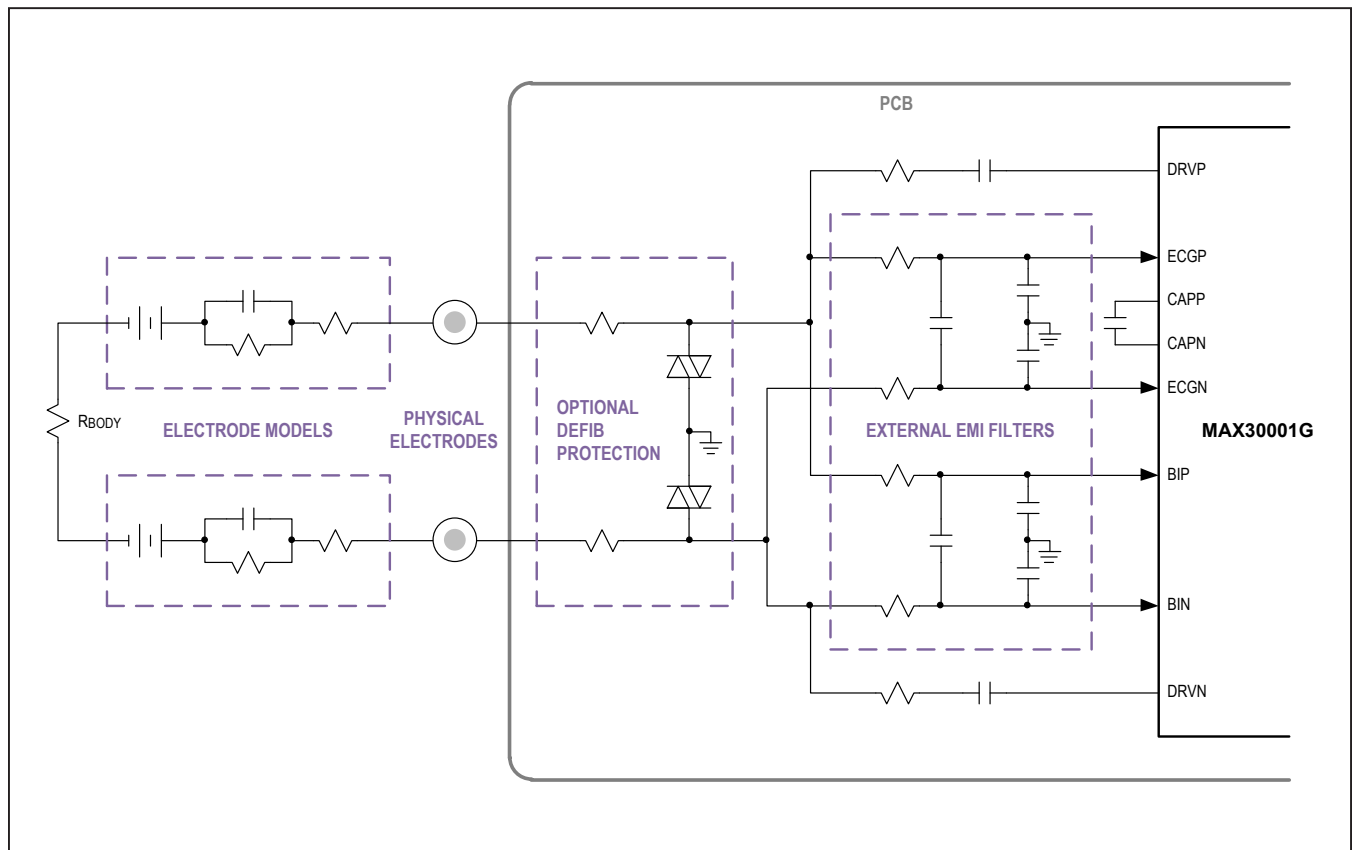 PCB
DRVP
ECGP
CAPP
CAPN
ECGN
MAX30001G
BIP
BIN
DRVN
RBODY
ELECTRODE MODELS
PHYSICAL
ELECTRODES
OPTIONAL
DEFIB
PROTECTION
EXTERNAL EMI FILTERS